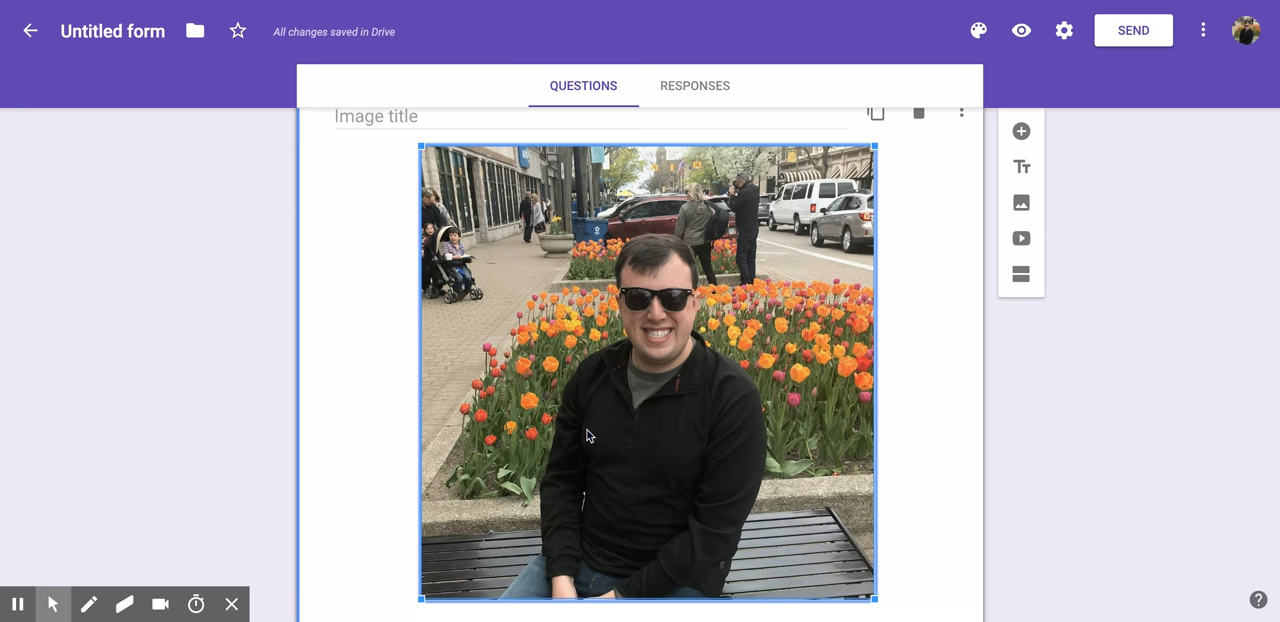 Untitled form
All changes saved in Drive
SEND
QUESTIONS
RESPONSES
Image title